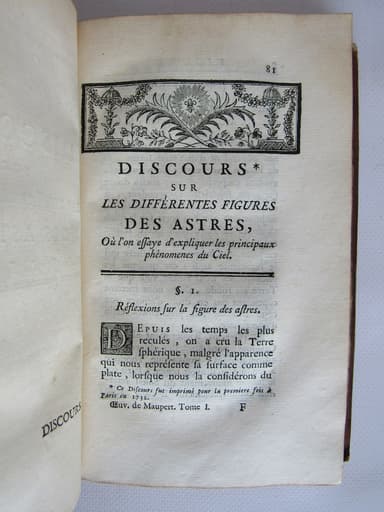 81
DISCOURS*
SUR
LES DIFFÉRENTES FIGURES
DES ASTRES,
Où l'on essaye d'expliquer les principaux
phénomenes du Ciel.
§. I.
Réflexions sur la figure des astres.
DEPUIS les temps les plus
reculés, on a cru la Terre
sphérique, malgré l'apparence
qui nous représente sa surface comme
plate, lorsque nous la considérons du
* Ce Discours fut imprimé pour la premiere fois à
Paris en 1732.
Œuv. de Maupert. Tome I. F
DISCOURS